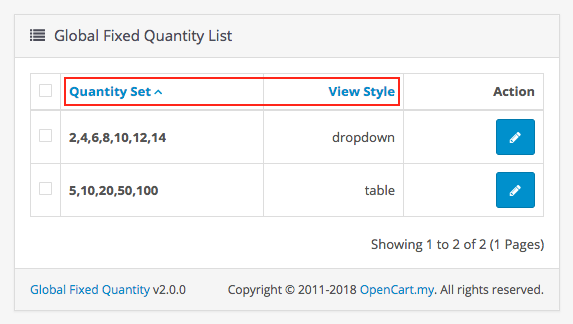 Global Fixed Quantity List
Quantity Set View Style Action
2,4,6,8,10,12,14 dropdown
5,10,20,50,100 table
Showing 1 to 2 of 2 (1 Pages)
Global Fixed Quantity v2.0.0 Copyright © 2011-2018 OpenCart.my. All rights reserved.